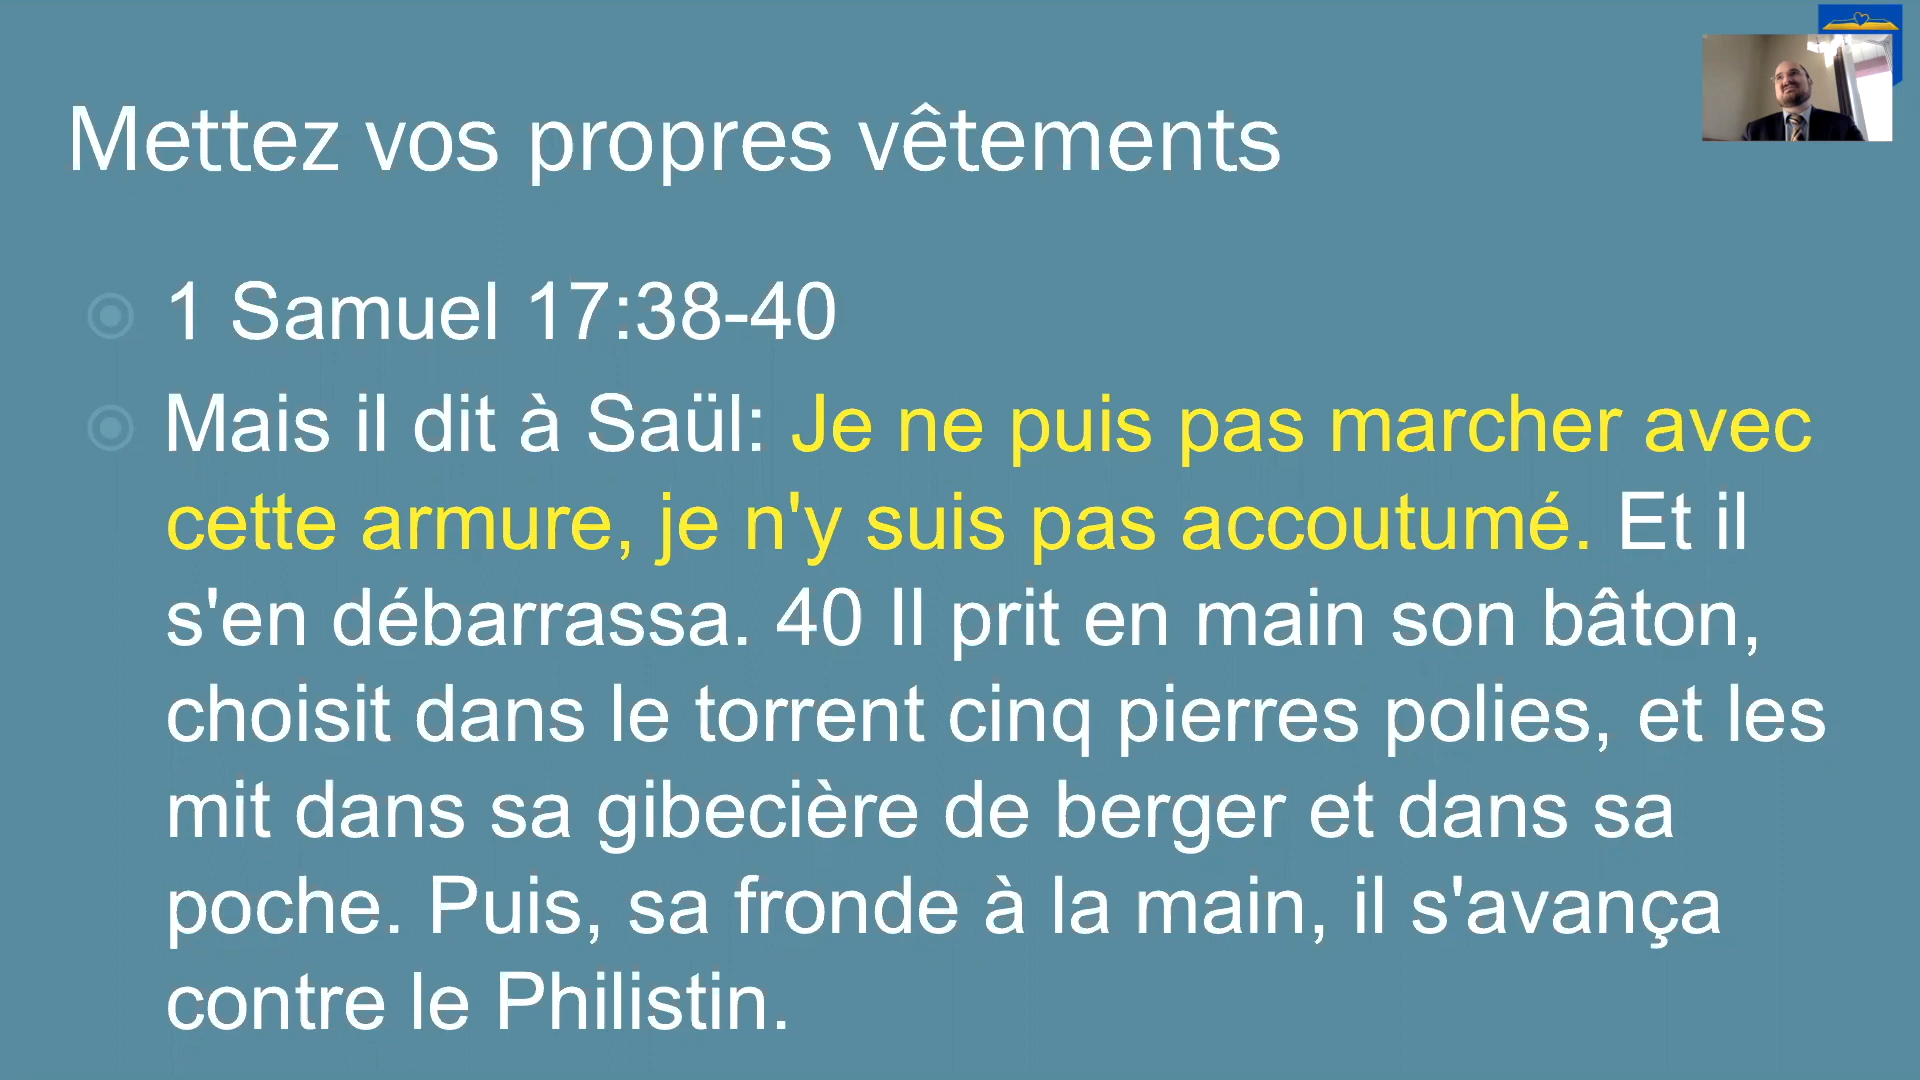 Mettez vos propres vêtements
1 Samuel 17:38-40
Mais il dit à Saül: Je ne puis pas marcher avec
cette armure, je n'y suis pas accoutumé. Et il
s'en débarrassa. 40 Il prit en main son bâton,
choisit dans le torrent cinq pierres polies, et les
mit dans sa gibecière de berger et dans sa
poche. Puis, sa fronde à la main, il s'avança
contre le Philistin.